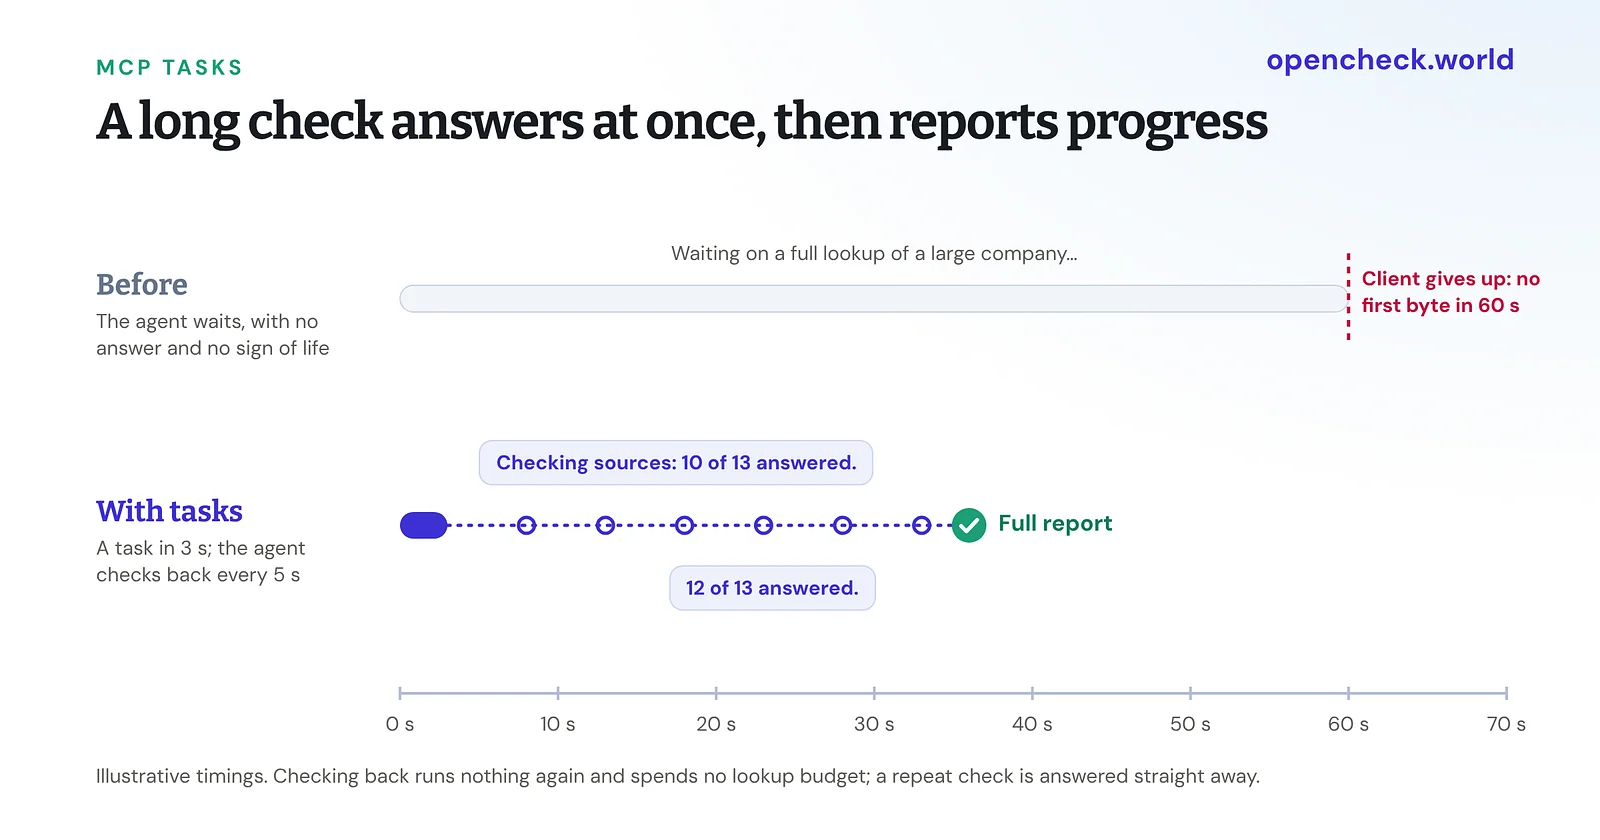 MCP TASKS
opencheck.world
A long check answers at once, then reports progress
Waiting on a full lookup of a large company...
Before
The agent waits, with no
answer and no sign of life
Client gives up: no
first byte in 60 s
Checking sources: 10 of 13 answered.
With tasks
A task in 3 s; the agent
checks back every 5 s
Full report
12 of 13 answered.
0 s 10 s 20 s 30 s 40 s 50 s 60 s 70 s
Illustrative timings. Checking back runs nothing again and spends no lookup budget; a repeat check is answered straight away.